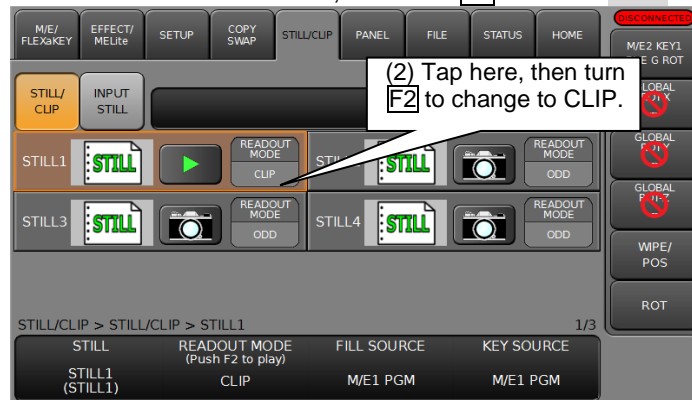 M/E/
FLEXaKEY
EFFECT/
MELite
SETUP
COPY
SWAP
STILL/CLIP
PANEL
FILE
STATUS
HOME
DISCONNECTED
M/E2 KEY1
E G ROT
(2) Tap here, then turn
F2 to change to CLIP.
STILL/
CLIP
INPUT
STILL
GLOBAL
GLOBAL
GLOBAL
STILL1
STILL
READOUT
MODE
CLIP
STILL
READOUT
MODE
ODD
STILL3
STILL
READOUT
MODE
ODD
STILL4
STILL
READOUT
MODE
ODD
WIPE/
POS
ROT
STILL/CLIP > STILL/CLIP > STILL1
1/3
STILL
STILL1
(STILL1)
READOUT MODE
(Push F2 to play)
CLIP
FILL SOURCE
M/E1 PGM
KEY SOURCE
M/E1 PGM